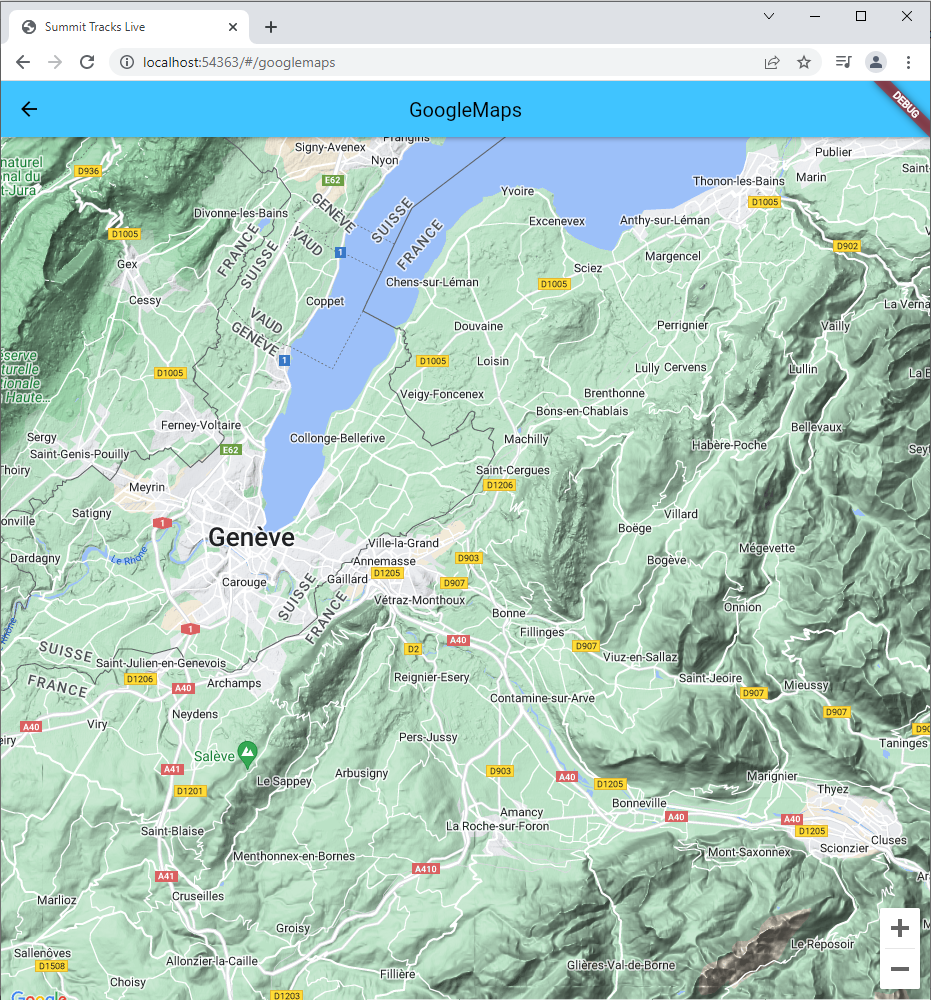 Summit Tracks Live
localhost:54363/#/googlemaps
GoogleMaps
DEBUG
Signy-Avenex
Nyon
Publier
naturel
nal du
t-Jura
D936
E62
Yvoire
Thonon-les-Bains
Marin
Saint-
D1005
Divonne-les-Bains
GENÈVE
VAUD
SUISSE
FRANCE
Excenevex
Anthy-sur-Léman
D1005
Gex
FRANCE
SUISSE
1
Margencel
D902
Cessy
Coppet
Chens-sur-Léman
Sciez
D1005
La Verna
VAUD
GENÈVE
Douvaine
Perrignier
Vailly
1
D1005
Loisin
Lully
Cervens
Lullin
La
éserve
turelle
ionale
Haute...
D1005
Veigy-Foncenex
Brenthonne
Bons-en-Chablais
Ferney-Voltaire
Collonge-Bellerive
Machilly
Bellevaux
Sergy
Saint-Genis-Pouilly
E62
Habère-Poche
Seyt
Thoiry
Meyrin
Saint-Cergues
D1206
Satigny
1
Villard
onville
Genève
Boëge
Ville-la-Grand
Dardagny
Le Rhône
Annemasse
D903
Bogève
Mégevette
Carouge
Gaillard
D1205
D907
SUISSE
FRANCE
Vétraz-Monthoux
Onnion
Rhône
1
Bonne
Fillinges
A40
D907
SUISSE
Saint-Julien-en-Genevois
D2
Viuz-en-Sallaz
FRANCE
D1206
A40
Archamps
Reignier-Esery
Saint-Jeoire
Mieussy
D907
Contamine-sur-Arve
Neydens
D907
A40
Viry
eiry
Pers-Jussy
Taninges
Salève
A41
Le Sappey
Arbusigny
D903
A40
D1205
Marignier
D1201
Thyez
Bonneville
Amancy
A40
A40
Saint-Blaise
La Roche-sur-Foron
D1205
Cluses
Scionzier
Menthonnex-en-Bornes
Mont-Saxonnex
A41
A410
Marlioz
Cruseilles
Groisy
Le Reposoir
Sallenôves
D1508
Allonzier-la-Caille
Glières-Val-de-Borne
Choisy
Fillière
D1203
Google